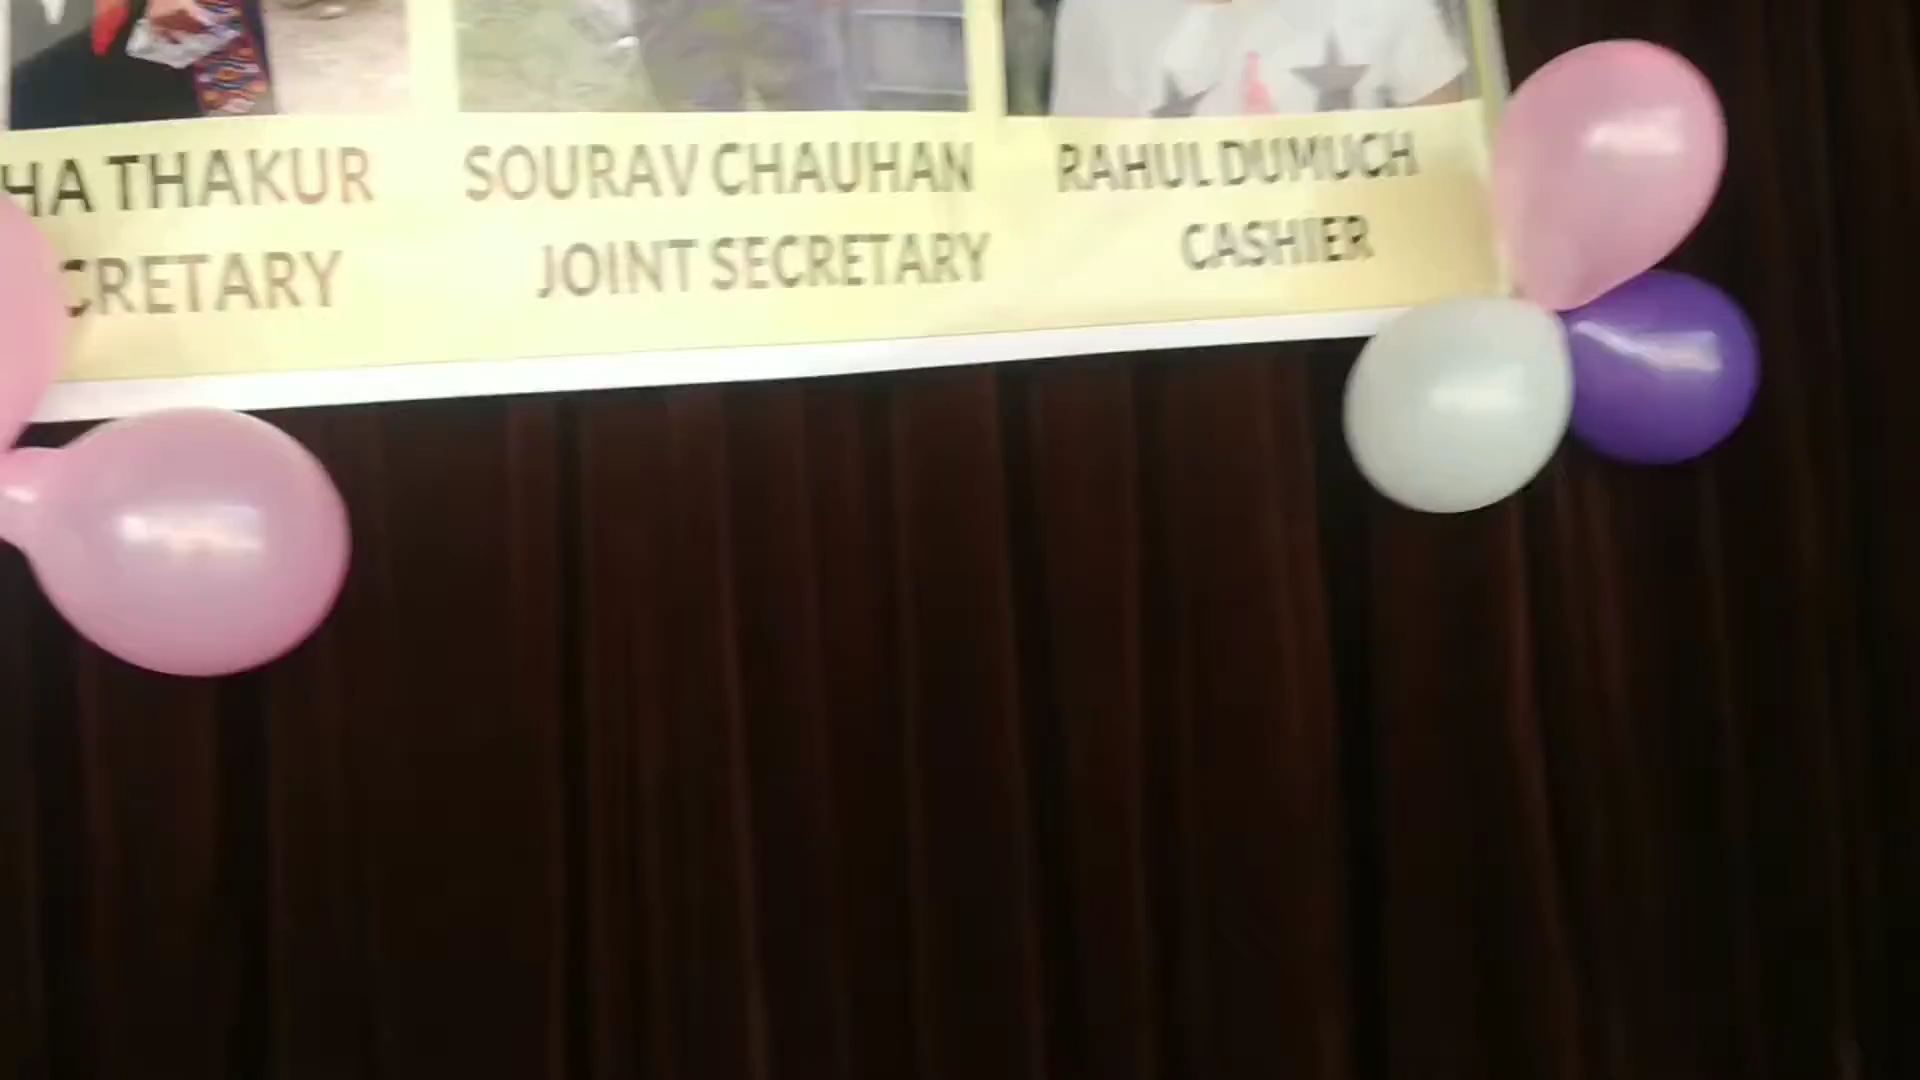 HA THAKUR
CRETARY
SOURAV CHAUHAN
JOINT SECRETARY
RAHUL DUMUCH
CASHIER